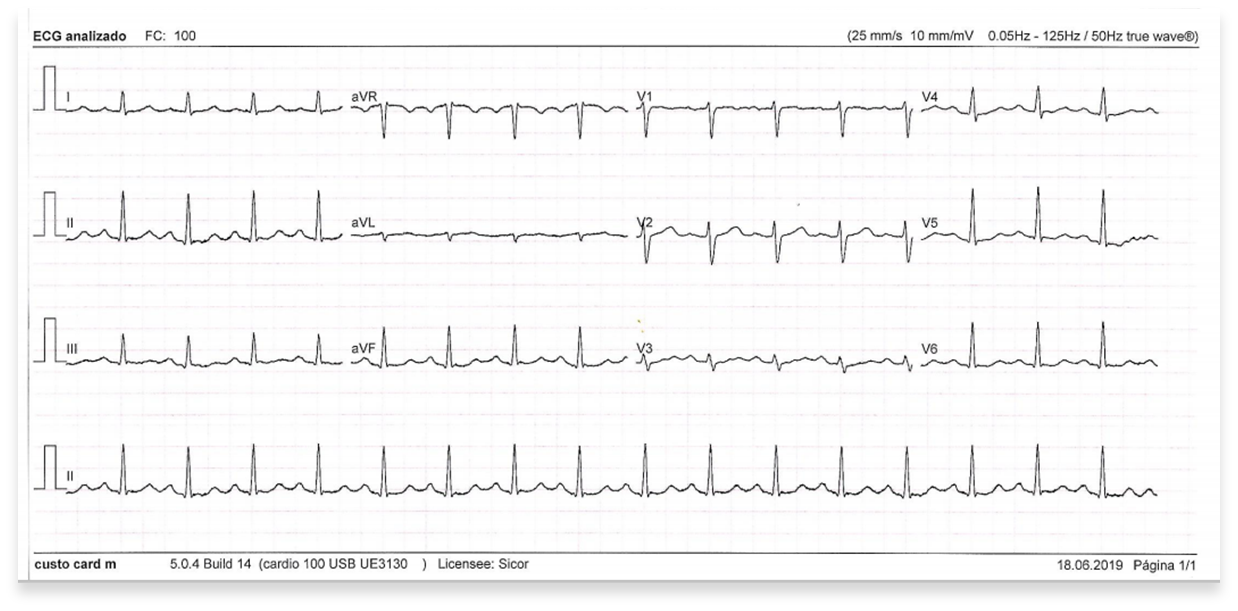 ECG analizado FC: 100 (25 mm/s 10 mm/mV 0.05Hz - 125Hz / 50Hz true wave®)
I aVR V1 V4
II aVL V2 V5
III aVF V3 V6
II
custo card m 5.0.4 Build 14 (cardio 100 USB UE3130 ) Licensee: Sicor 18.06.2019 Página 1/1